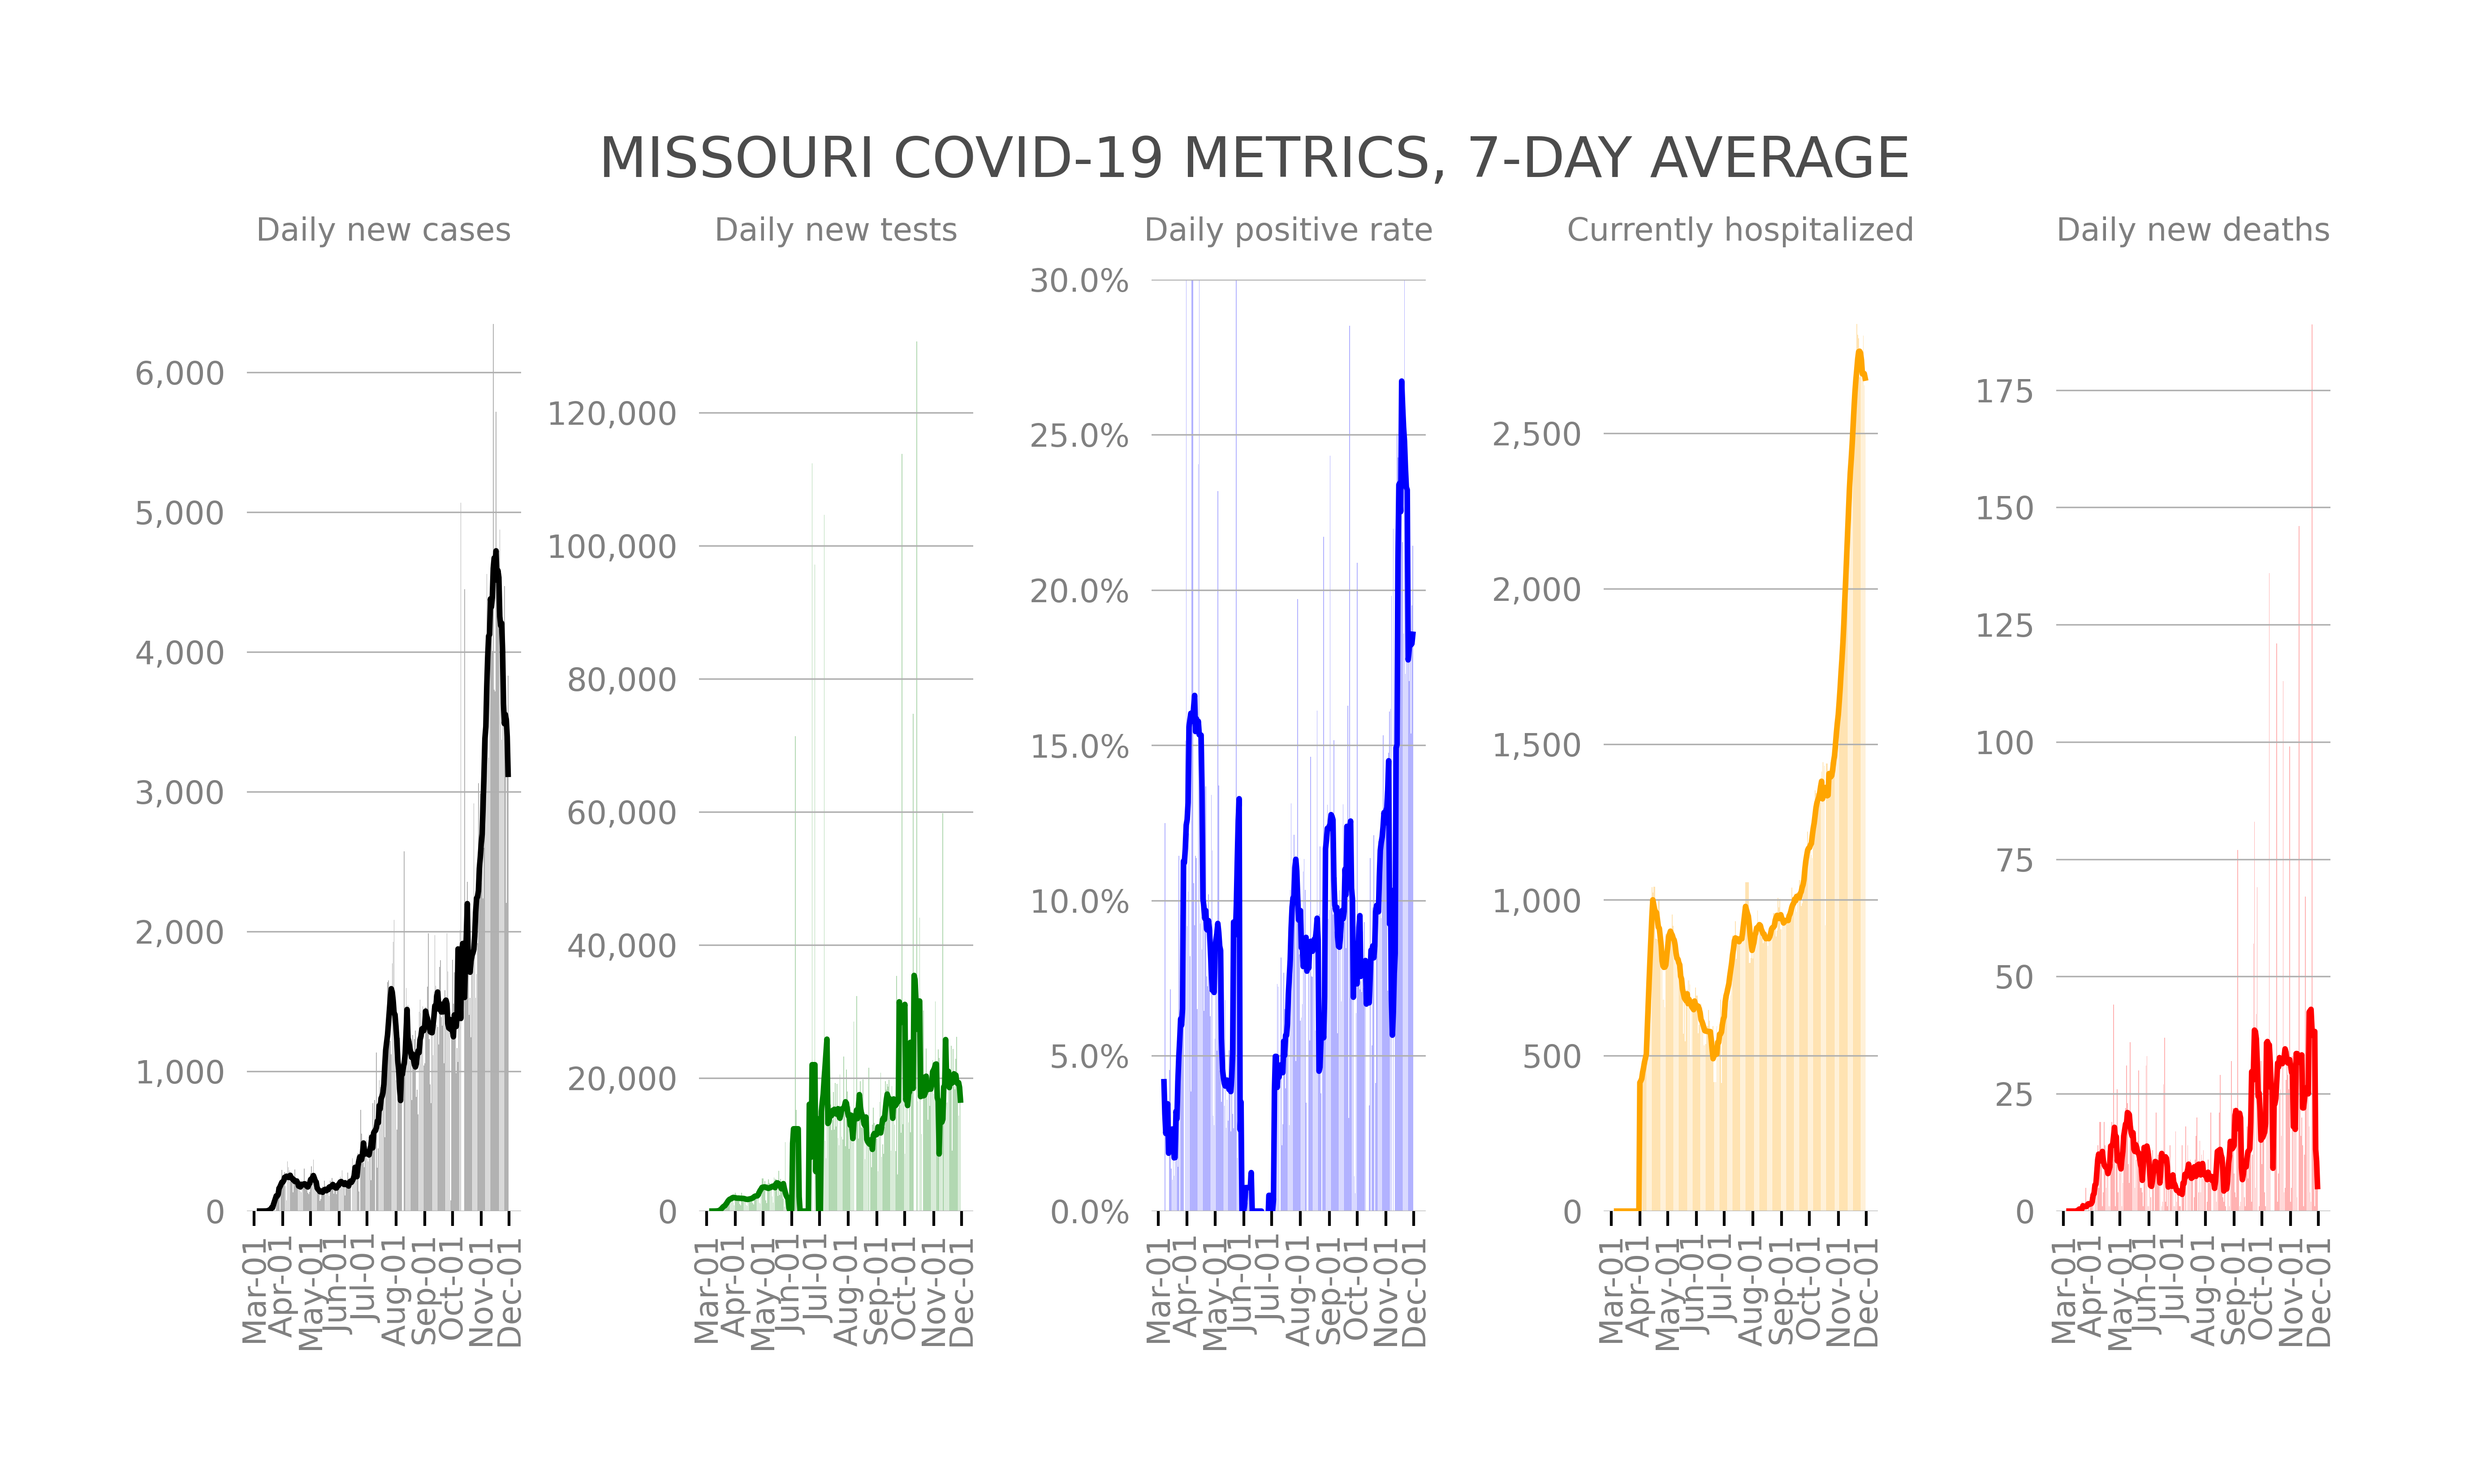 MISSOURI COVID-19 METRICS, 7-DAY AVERAGE
Daily new cases
6,000
5,000
4,000
3,000
2,000
1,000
0
Mar-01
Apr-01
May-01
Jun-01
Jul-01
Aug-01
Sep-01
Oct-01
Nov-01
Dec-01
Daily new tests
120,000
100,000
80,000
60,000
40,000
20,000
0
Mar-01
Apr-01
May-01
Jun-01
Jul-01
Aug-01
Sep-01
Oct-01
Nov-01
Dec-01
Daily positive rate
30.0%
25.0%
20.0%
15.0%
10.0%
5.0%
0.0%
Mar-01
Apr-01
May-01
Jun-01
Jul-01
Aug-01
Sep-01
Oct-01
Nov-01
Dec-01
Currently hospitalized
2,500
2,000
1,500
1,000
500
0
Mar-01
Apr-01
May-01
Jun-01
Jul-01
Aug-01
Sep-01
Oct-01
Nov-01
Dec-01
Daily new deaths
175
150
125
100
75
50
25
0
Mar-01
Apr-01
May-01
Jun-01
Jul-01
Aug-01
Sep-01
Oct-01
Nov-01
Dec-01